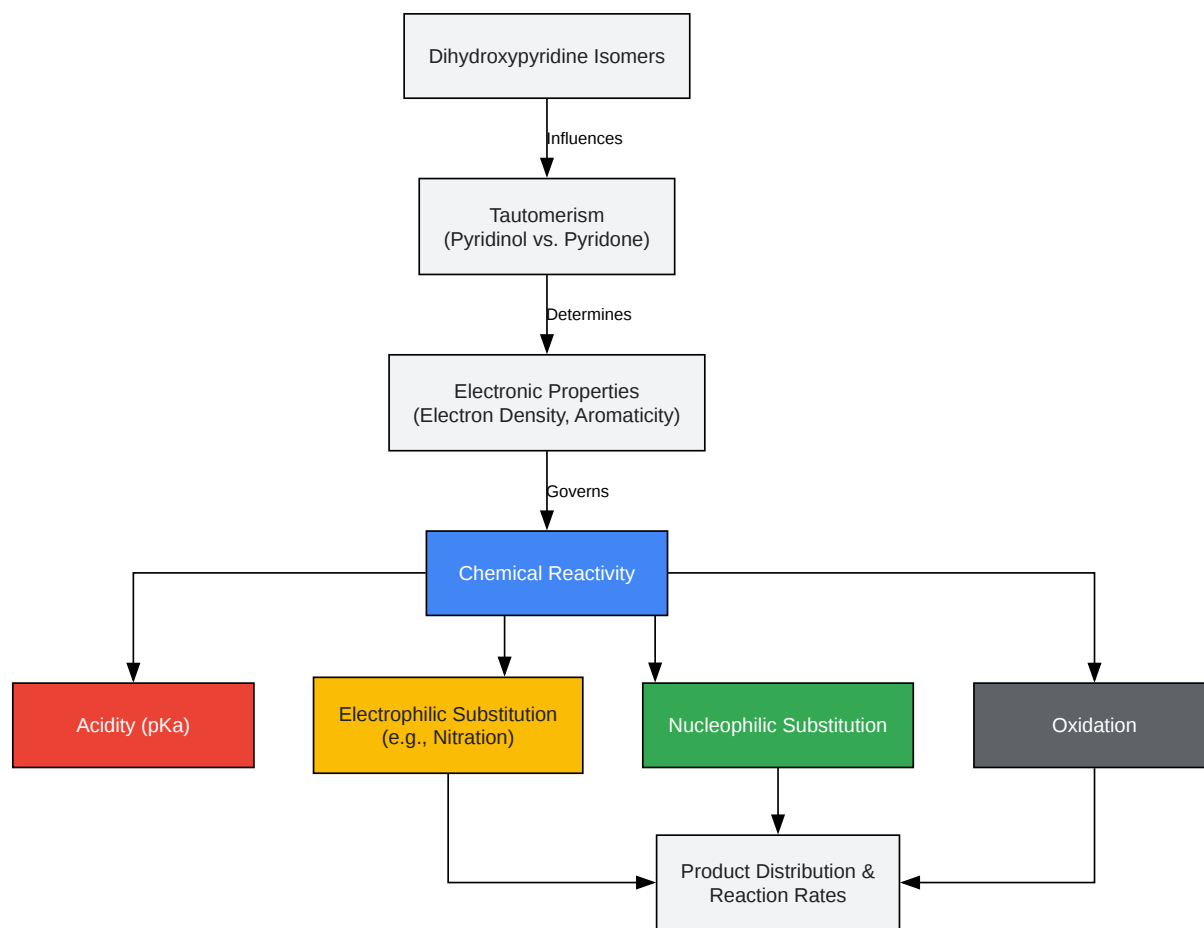 Dihydroxypyridine Isomers
Influences
Tautomerism
(Pyridinol vs. Pyridone)
Determines
Electronic Properties
(Electron Density, Aromaticity)
Governs
Chemical Reactivity
Acidity (pKa)
Electrophilic Substitution
(e.g., Nitration)
Nucleophilic Substitution
Oxidation
Product Distribution &
Reaction Rates